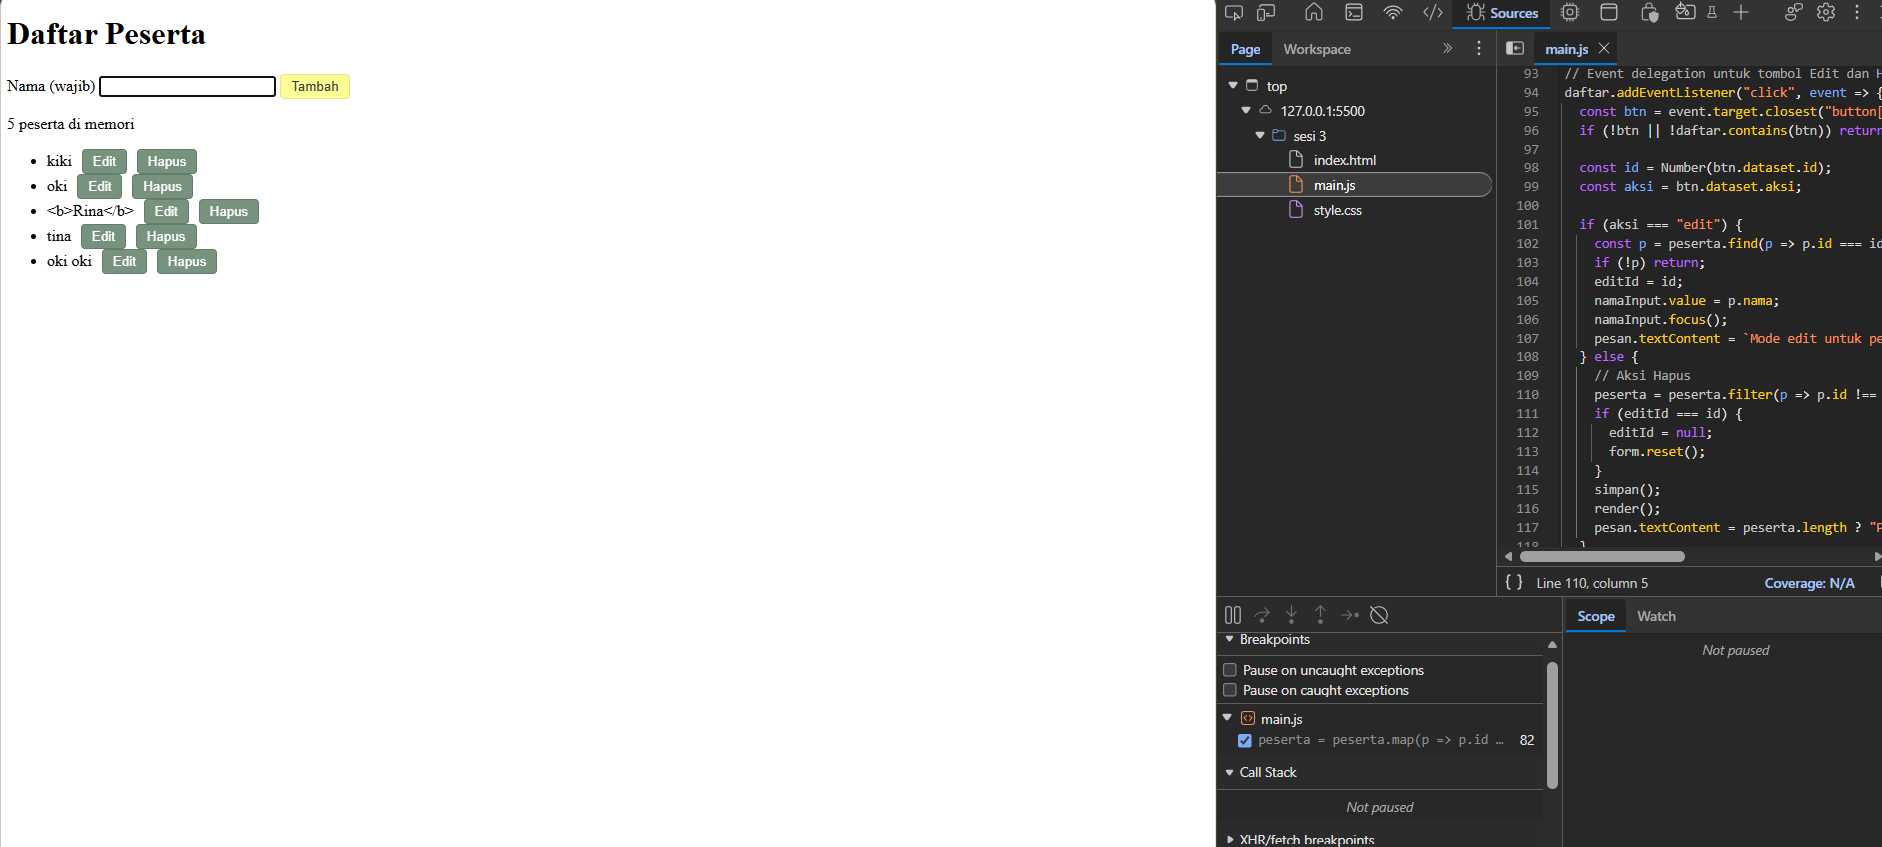 Daftar Peserta
Nama (wajib) Tambah
5 peserta di memori
kiki Edit Hapus
oki Edit Hapus
<b>Rina</b> Edit Hapus
tina Edit Hapus
oki oki Edit Hapus
Sources
Page Workspace
top
127.0.0.1:5500
sesi 3
index.html
main.js
style.css
main.js
93 // Event delegation untuk tombol Edit dan H
94 daftar.addEventListener("click", event => {
95 const btn = event.target.closest("button[
96 if (!btn || !daftar.contains(btn)) return
97
98 const id = Number(btn.dataset.id);
99 const aksi = btn.dataset.aksi;
100
101 if (aksi === "edit") {
102 const p = peserta.find(p => p.id === id
103 if (!p) return;
104 editId = id;
105 namaInput.value = p.nama;
106 namaInput.focus();
107 pesan.textContent = `Mode edit untuk pe
108 } else {
109 // Aksi Hapus
110 peserta = peserta.filter(p => p.id !==
111 if (editId === id) {
112 editId = null;
113 form.reset();
114 }
115 simpan();
116 render();
117 pesan.textContent = peserta.length ? "P
118 }
{ } Line 110, column 5 Coverage: N/A
Breakpoints
Pause on uncaught exceptions
Pause on caught exceptions
main.js
peserta = peserta.map(p => p.id … 82
Call Stack
Not paused
XHR/fetch breakpoints
Scope Watch
Not paused